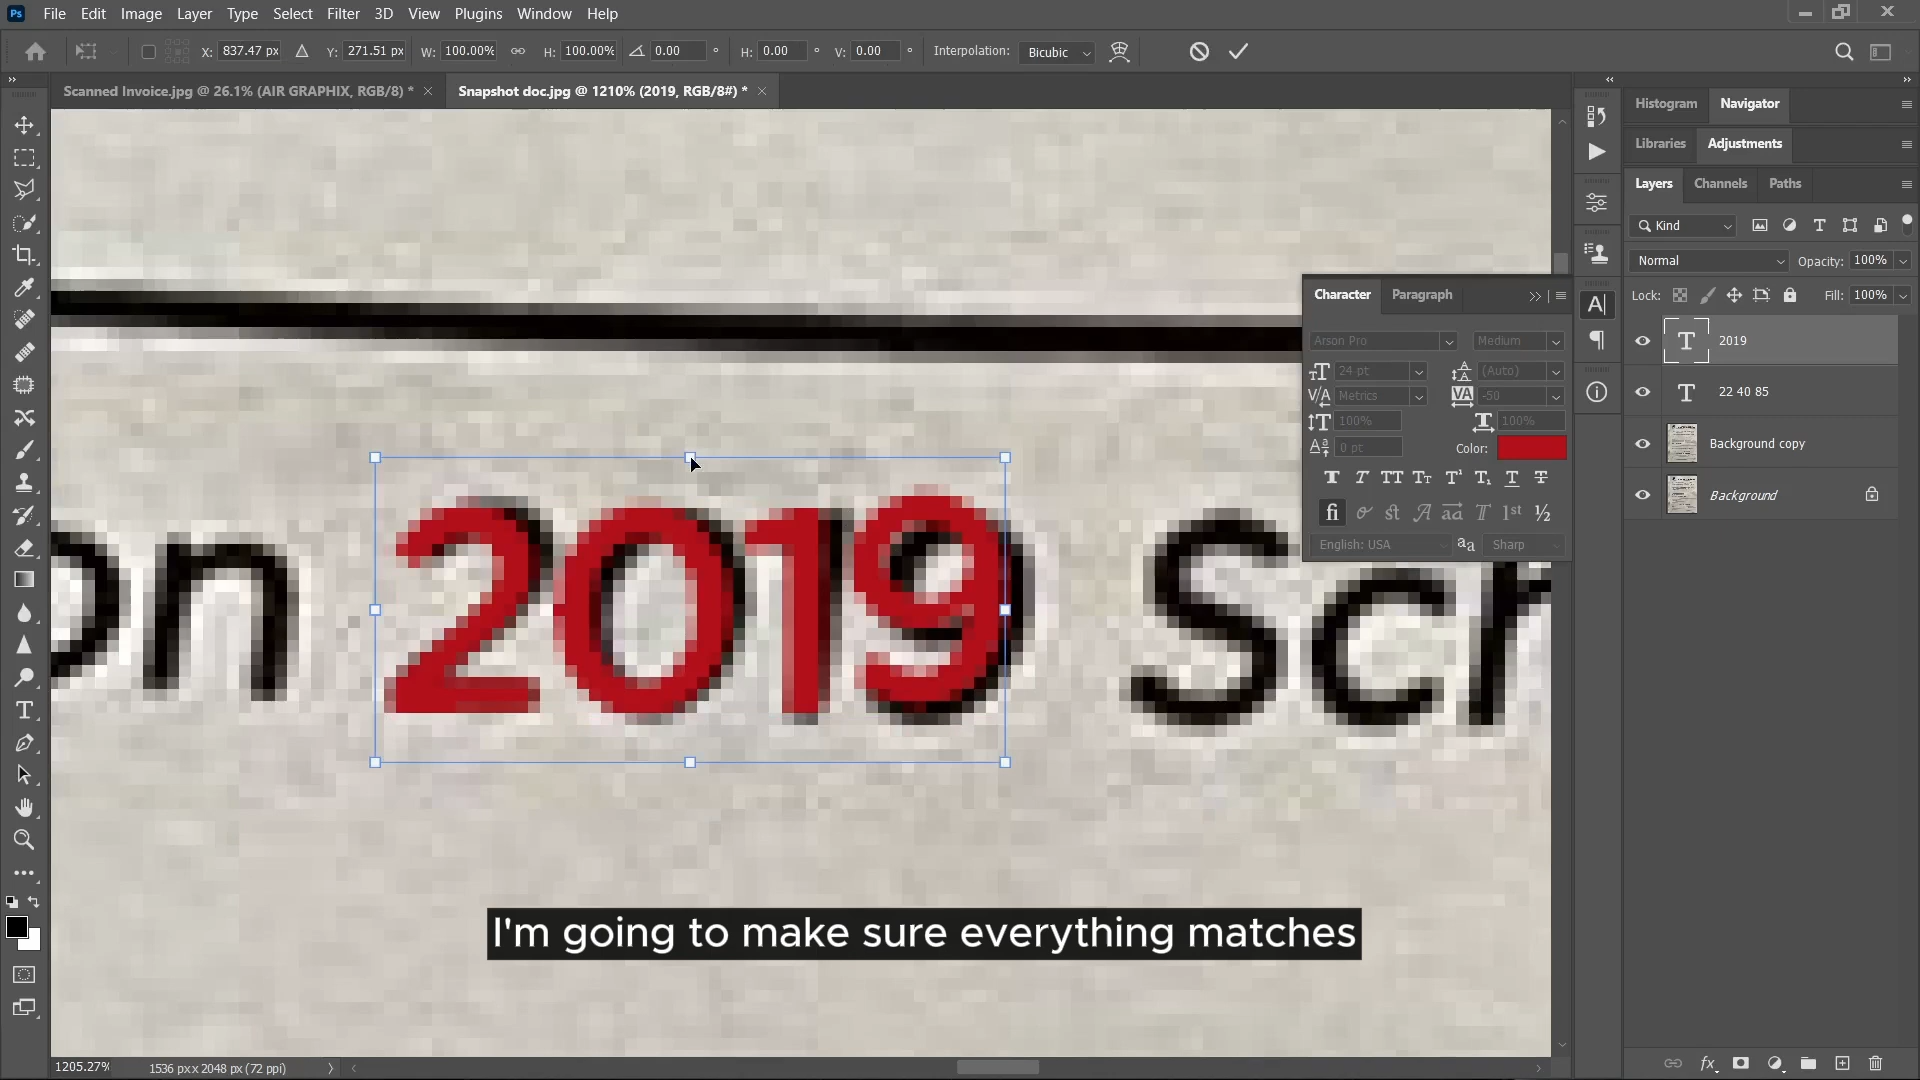 Ps File Edit Image Layer Type Select Filter 3D View Plugins Window Help
X: 837.47 px Y: 271.51 px W: 100.00% H: 100.00% 0.00 ° H: 0.00 ° V: 0.00 ° Interpolation: Bicubic
Scanned Invoice.jpg @ 26.1% (AIR GRAPHIX, RGB/8) * Snapshot doc.jpg @ 1210% (2019, RGB/8#) *
Histogram Navigator
Libraries Adjustments
Layers Channels Paths
Kind
Normal Opacity: 100%
Lock: Fill: 100%
2019
22 40 85
Background copy
Background
Character Paragraph
Arson Pro Medium
24 pt (Auto)
Metrics -50
100% 100%
0 pt Color:
English: USA aa Sharp
on 2019 Scr
I'm going to make sure everything matches
1205.27% 1536 px x 2048 px (72 ppi)